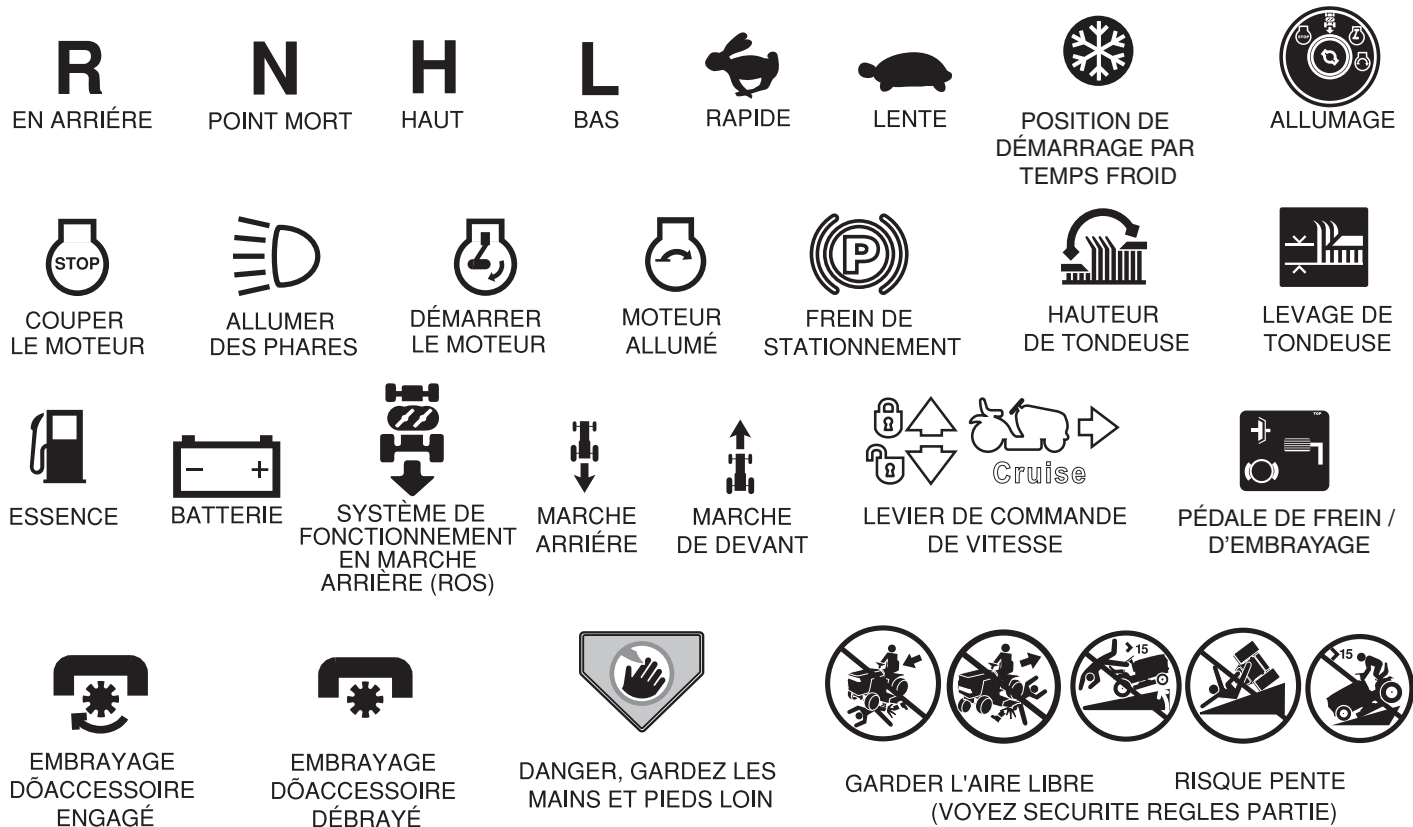 R
N
H
L
EN ARRIÉRE
POINT MORT
HAUT
BAS
RAPIDE
LENTE
POSITION DE
DÉMARRAGE PAR
TEMPS FROID
STOP
ALLUMAGE
STOP
COUPER
LE MOTEUR
ALLUMER
DES PHARES
DÉMARRER
LE MOTEUR
MOTEUR
ALLUMÉ
P
FREIN DE
STATIONNEMENT
HAUTEUR
DE TONDEUSE
LEVAGE DE
TONDEUSE
ESSENCE
- +
BATTERIE
SYSTÈME DE
FONCTIONNEMENT
EN MARCHE
ARRIÈRE (ROS)
MARCHE
ARRIÉRE
MARCHE
DE DEVANT
Cruise
LEVIER DE COMMANDE
DE VITESSE
TOP
PÉDALE DE FREIN /
D'EMBRAYAGE
EMBRAYAGE
DÕACCESSOIRE
ENGAGÉ
EMBRAYAGE
DÕACCESSOIRE
DÉBRAYÉ
DANGER, GARDEZ LES
MAINS ET PIEDS LOIN
>15
>15
GARDER L'AIRE LIBRE
RISQUE PENTE
(VOYEZ SECURITE REGLES PARTIE)